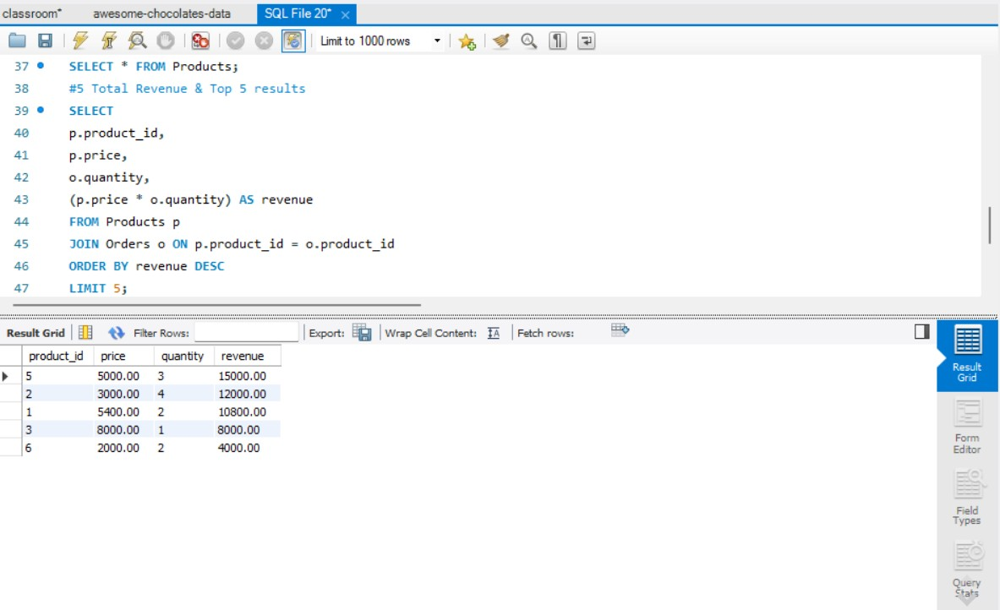 classroom* awesome-chocolates-data SQL File 20*
Limit to 1000 rows
37 SELECT * FROM Products;
38 #5 Total Revenue & Top 5 results
39 SELECT
40 p.product_id,
41 p.price,
42 o.quantity,
43 (p.price * o.quantity) AS revenue
44 FROM Products p
45 JOIN Orders o ON p.product_id = o.product_id
46 ORDER BY revenue DESC
47 LIMIT 5;
Result Grid Filter Rows: Export: Wrap Cell Content: Fetch rows:
product_id price quantity revenue
5 5000.00 3 15000.00
2 3000.00 4 12000.00
1 5400.00 2 10800.00
3 8000.00 1 8000.00
6 2000.00 2 4000.00
Result
Grid
Form
Editor
Field
Types
Query
Stats